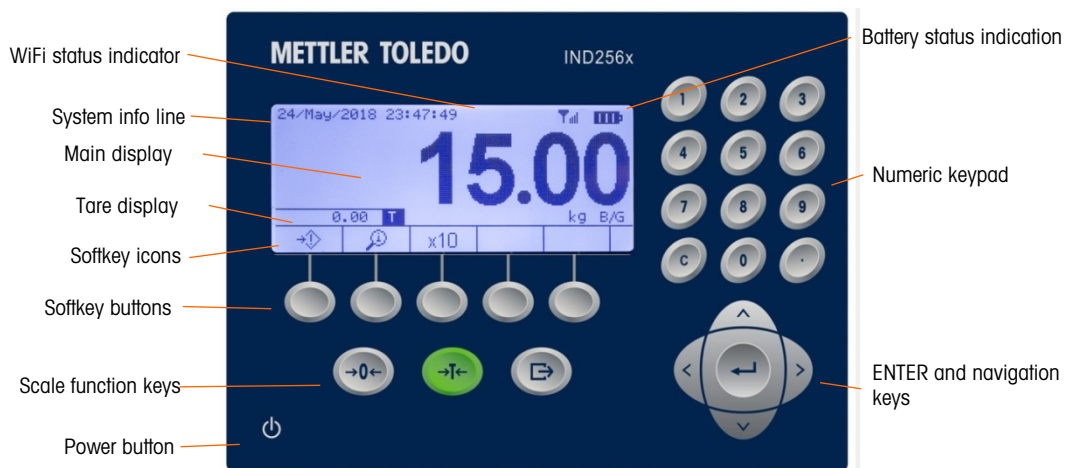 METTLER TOLEDO
IND256x
WiFi status indicator
Battery status indication
System info line
24/May/2018 23:47:49
Main display
15.00
Tare display
0.00 T
kg B/G
Softkey icons
x10
Softkey buttons
Scale function keys
→0←
→T←
Power button
1 2 3
4 5 6
7 8 9
C 0 .
Numeric keypad
ENTER and navigation
keys